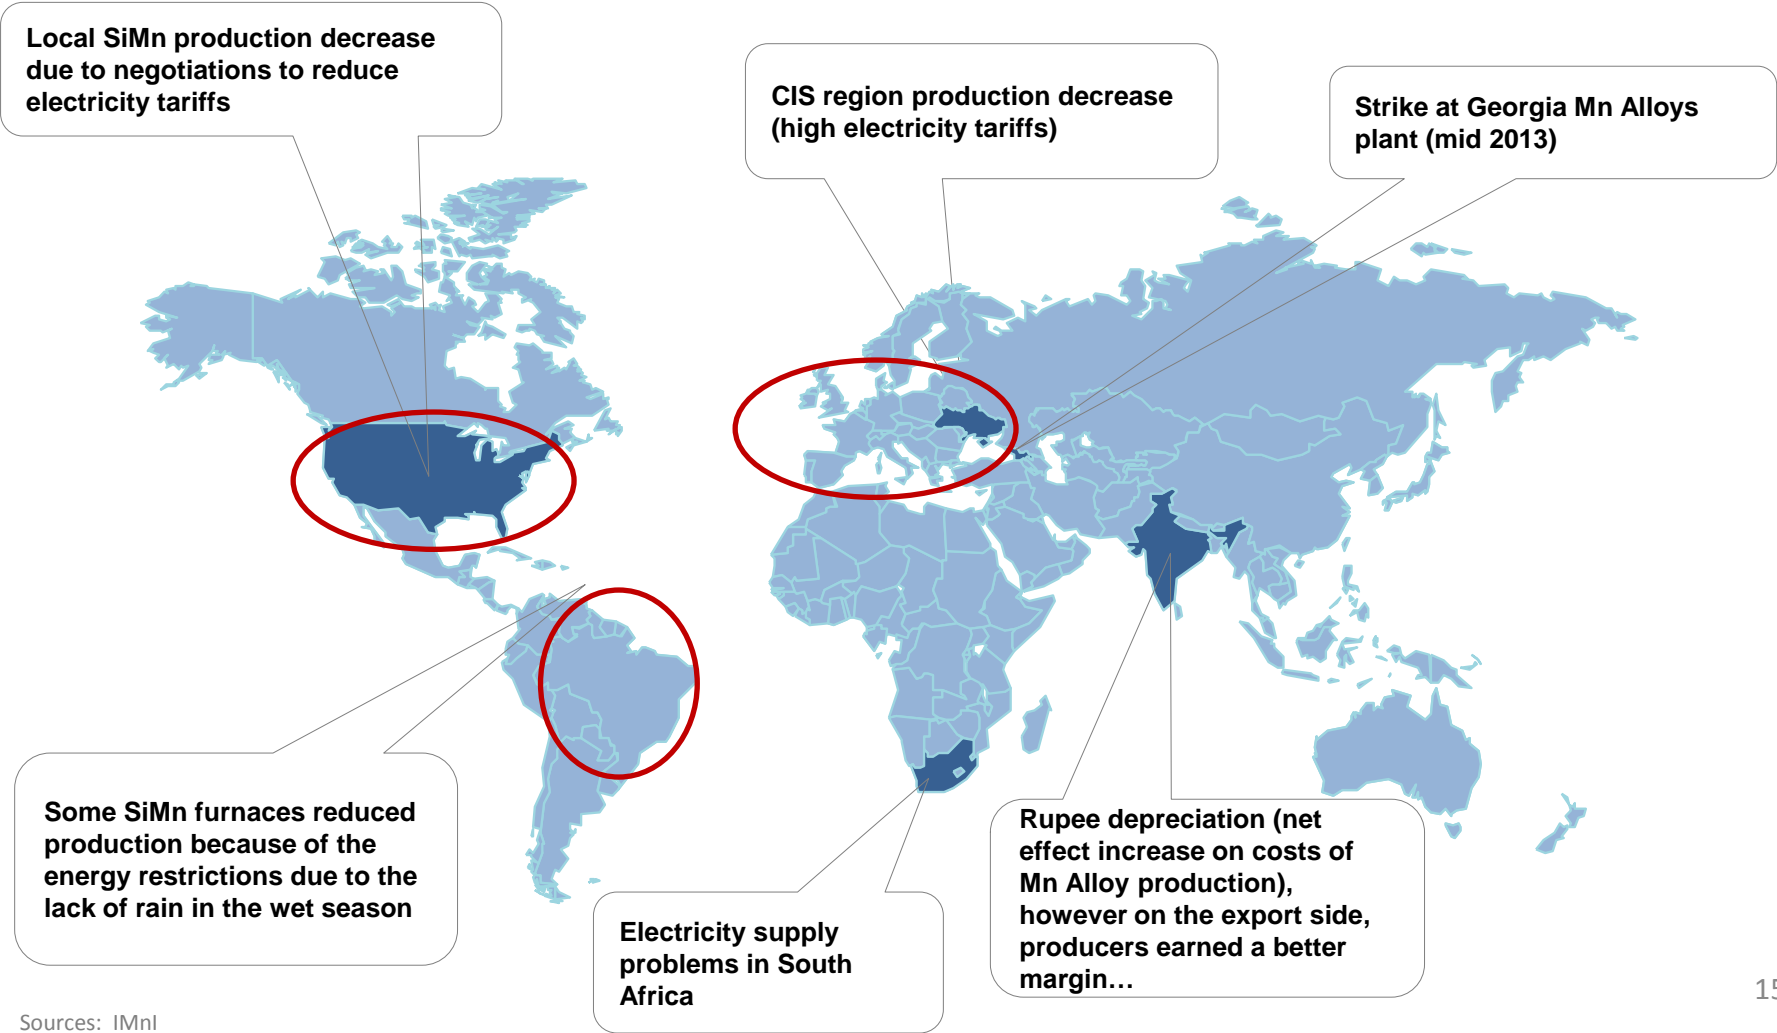 Local SiMn production decrease
due to negotiations to reduce
electricity tariffs
CIS region production decrease
(high electricity tariffs)
Strike at Georgia Mn Alloys
plant (mid 2013)
Some SiMn furnaces reduced
production because of the
energy restrictions due to the
lack of rain in the wet season
Electricity supply
problems in South
Africa
Rupee depreciation (net
effect increase on costs of
Mn Alloy production),
however on the export side,
producers earned a better
margin…
15
Sources: IMnI